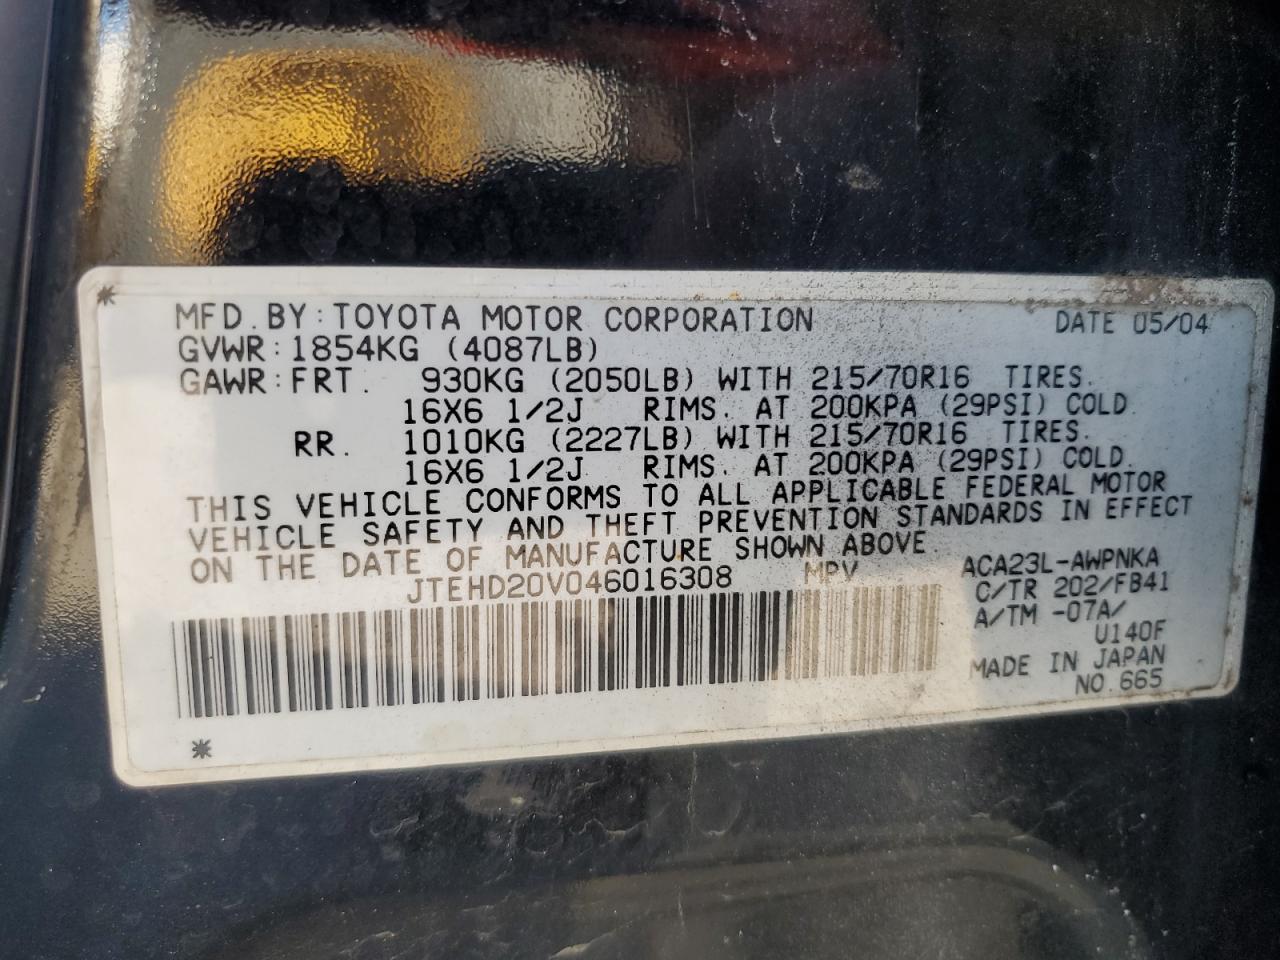 MFD. BY: TOYOTA MOTOR CORPORATION DATE 05/04
GVWR: 1854KG (4087LB)
GAWR: FRT. 930KG (2050LB) WITH 215/70R16 TIRES.
16X6 1/2J RIMS. AT 200KPA (29PSI) COLD.
RR. 1010KG (2227LB) WITH 215/70R16 TIRES.
16X6 1/2J RIMS. AT 200KPA (29PSI) COLD.
THIS VEHICLE CONFORMS TO ALL APPLICABLE FEDERAL MOTOR
VEHICLE SAFETY AND THEFT PREVENTION STANDARDS IN EFFECT
ON THE DATE OF MANUFACTURE SHOWN ABOVE
JTEHD20V046016308 MPV ACA23L-AWPNKA
C/TR 202/FB41
A/TM -07A/
U140F
MADE IN JAPAN
NO.665